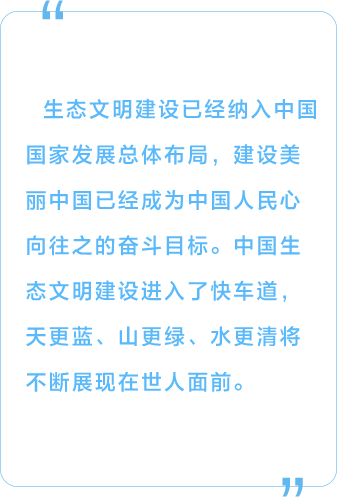 “
生态文明建设已经纳入中国
国家发展总体布局，建设美
丽中国已经成为中国人民心
向往之的奋斗目标。中国生
态文明建设进入了快车道，
天更蓝、山更绿、水更清将
不断展现在世人面前。
”